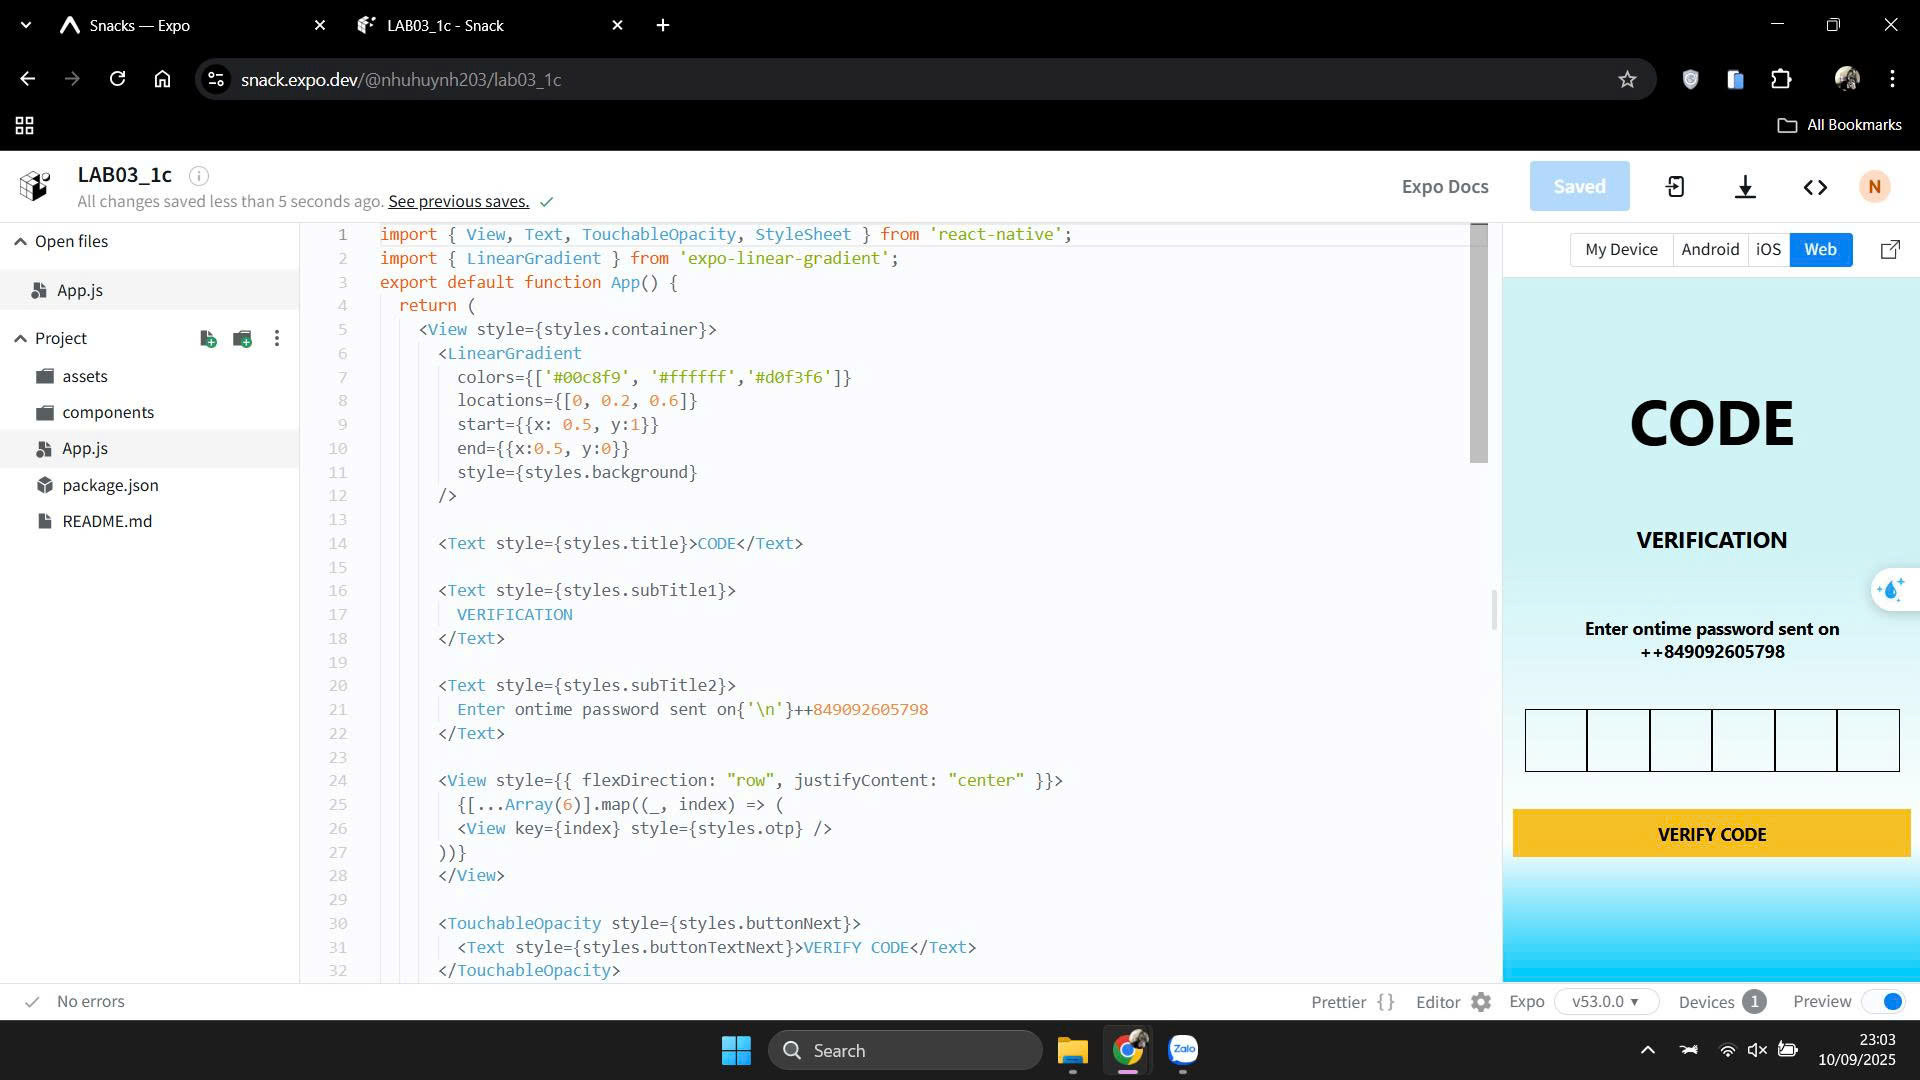 Snacks — Expo
LAB03_1c - Snack
snack.expo.dev/@nhuhuynh203/lab03_1c
All Bookmarks
LAB03_1c
All changes saved less than 5 seconds ago. See previous saves.
Expo Docs
Saved
N
Open files
App.js
Project
assets
components
App.js
package.json
README.md
1 import { View, Text, TouchableOpacity, StyleSheet } from 'react-native';
2 import { LinearGradient } from 'expo-linear-gradient';
3 export default function App() {
4 return (
5 <View style={styles.container}>
6 <LinearGradient
7 colors={['#00c8f9', '#ffffff','#d0f3f6']}
8 locations={[0, 0.2, 0.6]}
9 start={{x: 0.5, y:1}}
10 end={{x:0.5, y:0}}
11 style={styles.background}
12 />
13
14 <Text style={styles.title}>CODE</Text>
15
16 <Text style={styles.subTitle1}>
17 VERIFICATION
18 </Text>
19
20 <Text style={styles.subTitle2}>
21 Enter ontime password sent on{'\n'}++849092605798
22 </Text>
23
24 <View style={{ flexDirection: "row", justifyContent: "center" }}>
25 {[...Array(6)].map((_, index) => (
26 <View key={index} style={styles.otp} />
27 ))}
28 </View>
29
30 <TouchableOpacity style={styles.buttonNext}>
31 <Text style={styles.buttonTextNext}>VERIFY CODE</Text>
32 </TouchableOpacity>
My Device Android iOS Web
CODE
VERIFICATION
Enter ontime password sent on
++849092605798
VERIFY CODE
No errors
Prettier {} Editor Expo v53.0.0 Devices 1 Preview
Search
Zalo
23:03
10/09/2025